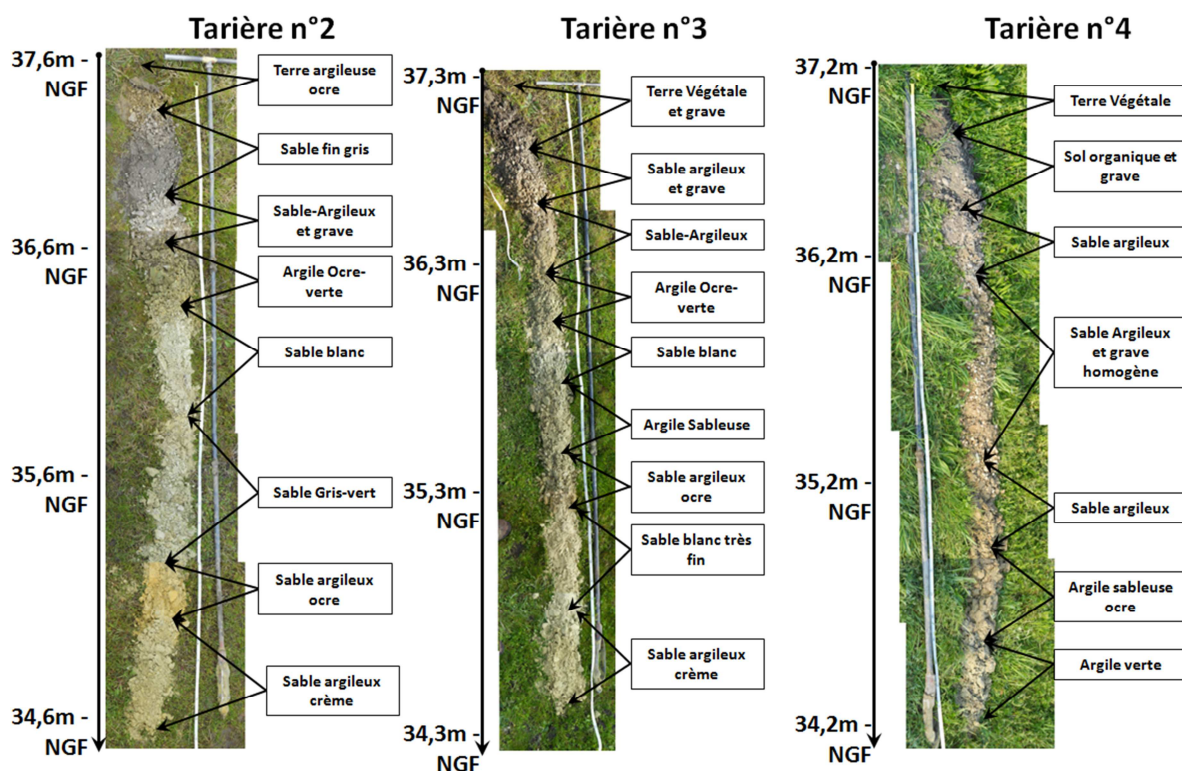 Tarière n°2
37,6m -
NGF
36,6m -
NGF
35,6m -
NGF
34,6m -
NGF
Terre argileuse
ocre
Sable fin gris
Sable-Argileux
et grave
Argile Ocre-
verte
Sable blanc
Sable Gris-vert
Sable argileux
ocre
Sable argileux
crème
Tarière n°3
37,3m -
NGF
36,3m -
NGF
35,3m -
NGF
34,3m -
NGF
Terre Végétale
et grave
Sable argileux
et grave
Sable-Argileux
Argile Ocre-
verte
Sable blanc
Argile Sableuse
Sable argileux
ocre
Sable blanc très
fin
Sable argileux
crème
Tarière n°4
37,2m -
NGF
36,2m -
NGF
35,2m -
NGF
34,2m -
NGF
Terre Végétale
Sol organique et
grave
Sable argileux
Sable Argileux
et grave
homogène
Sable argileux
Argile sableuse
ocre
Argile verte